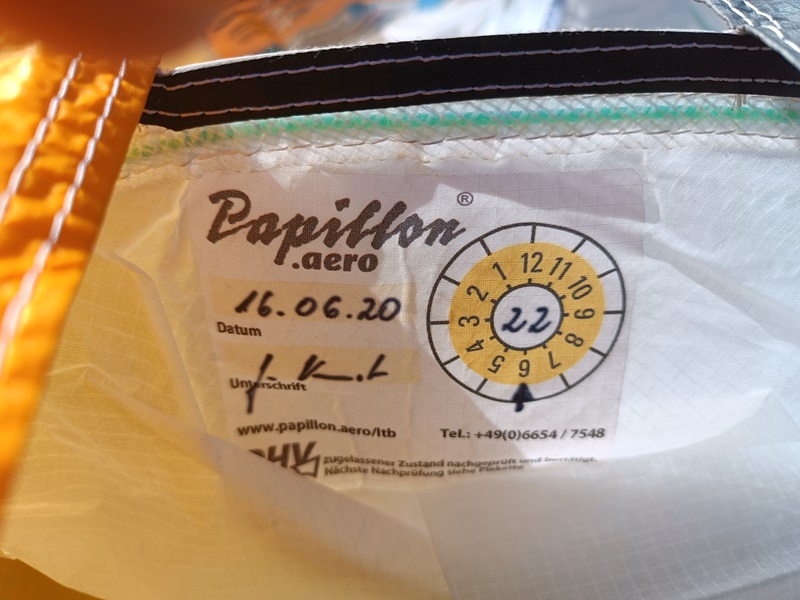 Papillon®
.aero
16.06.20
Datum
Unterschrift
www.papillon.aero/ltb
12 11 10 9 8 7 6 5 4 3 2 1
22
Tel.: +49(0)6654 / 7548
zugelassener Zustand nachgeprüft und bestätigt.
Nächste Nachprüfung siehe Plakette